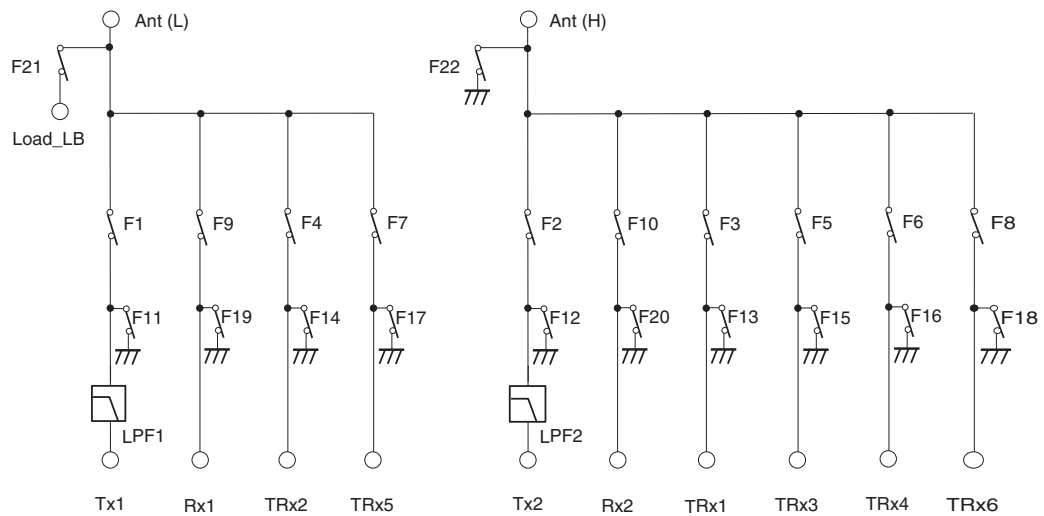 Ant (L) Ant (H)
F21 F22
Load_LB
F1 F9 F4 F7 F2 F10 F3 F5 F6 F8
F11 F19 F14 F17 F12 F20 F13 F15 F16 F18
LPF1 LPF2
Tx1 Rx1 TRx2 TRx5 Tx2 Rx2 TRx1 TRx3 TRx4 TRx6